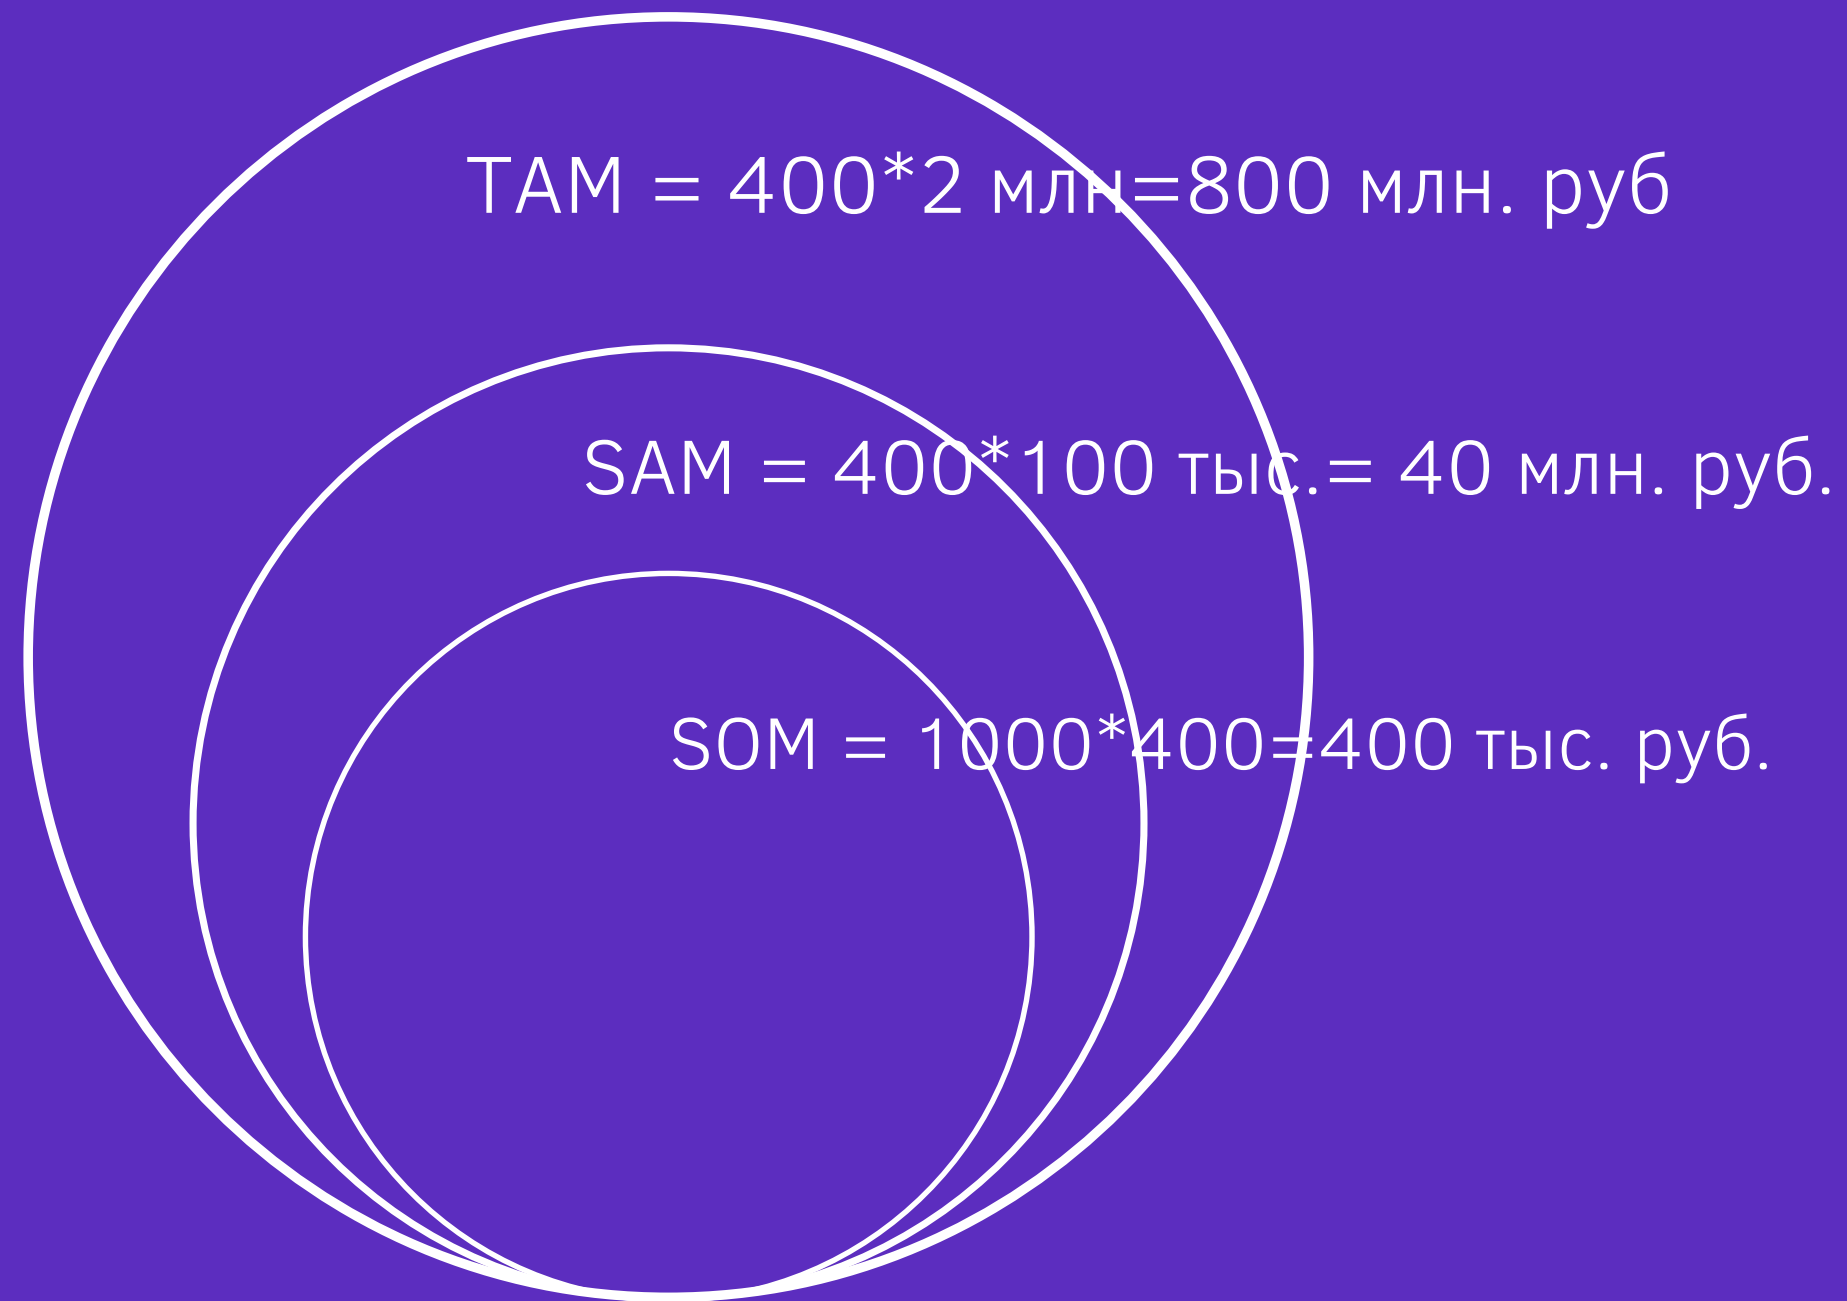 TAM = 400*2 млн=800 млн. руб
SAM = 400*100 тыс.= 40 млн. руб.
SOM = 1000*400=400 тыс. руб.